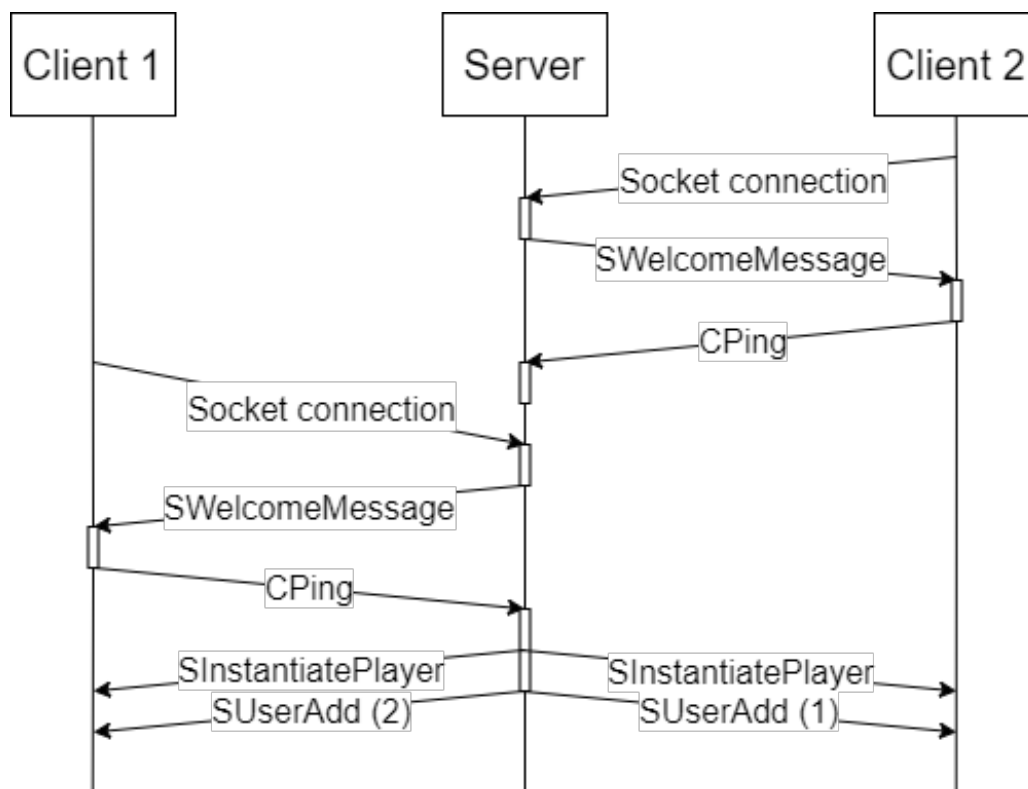 Client 1
Server
Client 2
Socket connection
SWelcomeMessage
CPing
Socket connection
SWelcomeMessage
CPing
SInstantiatePlayer
SInstantiatePlayer
SUserAdd (2)
SUserAdd (1)